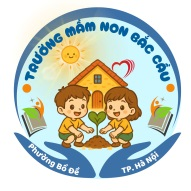 TRƯỜNG MẦM NON BẮC CẦU
Phường Bồ Đề
TP. Hà Nội